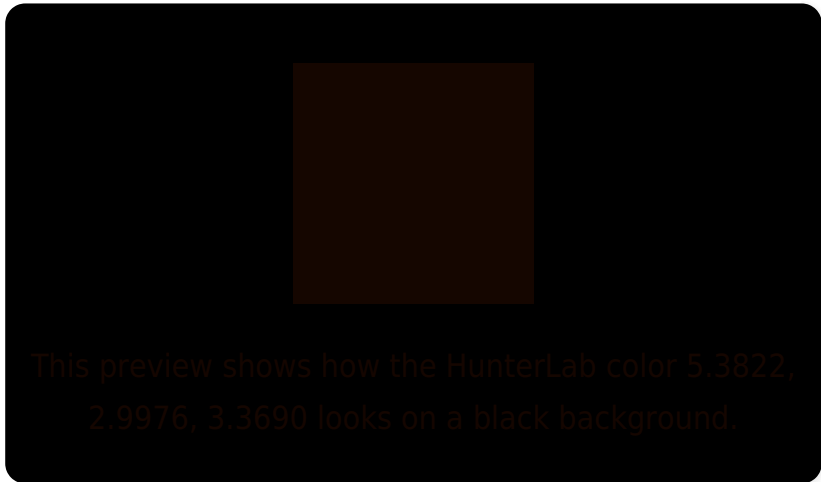 This preview shows how the HunterLab color 5.3822,
2.9976, 3.3690 looks on a black background.